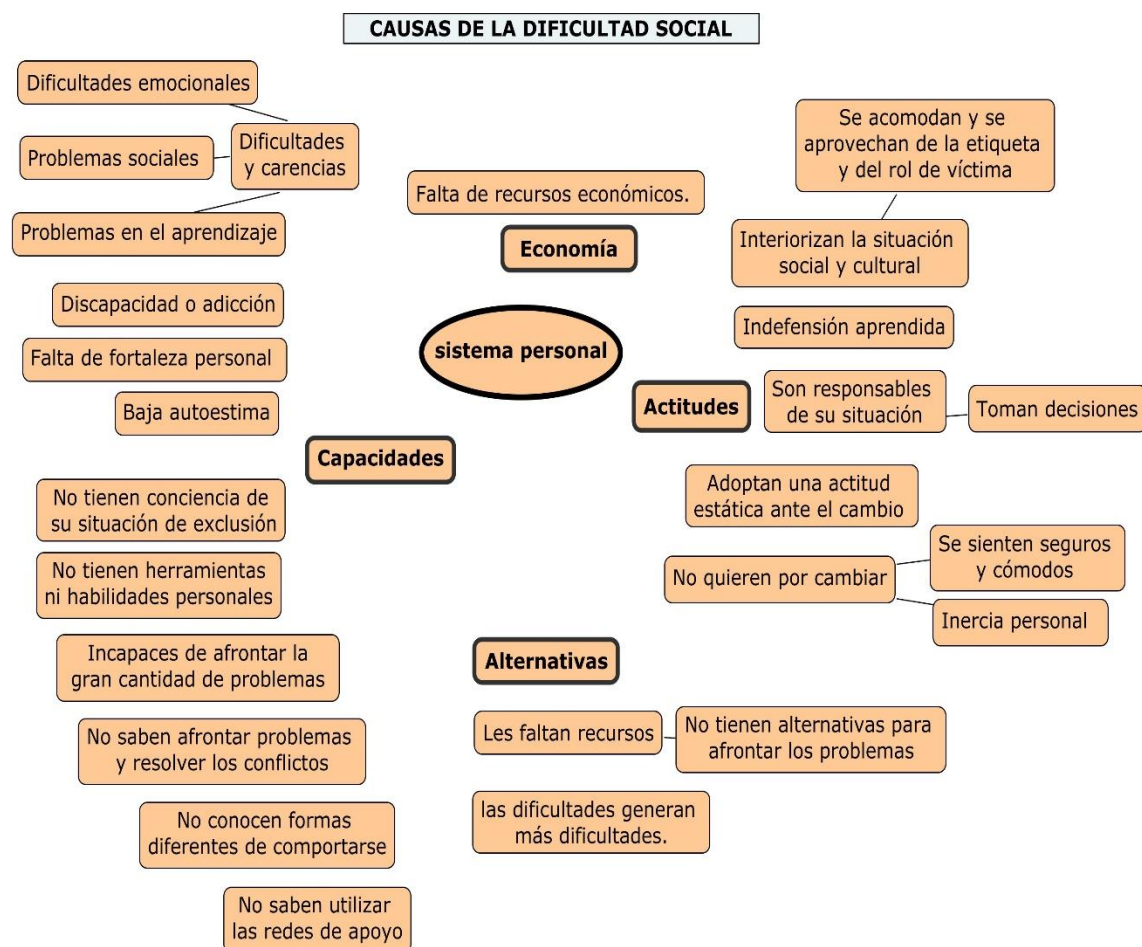 CAUSAS DE LA DIFICULTAD SOCIAL
Dificultades emocionales
Problemas sociales
Dificultades
y carencias
Problemas en el aprendizaje
Discapacidad o adicción
Falta de fortaleza personal
Baja autoestima
Capacidades
No tienen conciencia de
su situación de exclusión
No tienen herramientas
ni habilidades personales
Incapaces de afrontar la
gran cantidad de problemas
No saben afrontar problemas
y resolver los conflictos
No conocen formas
diferentes de comportarse
No saben utilizar
las redes de apoyo
Falta de recursos económicos.
Economía
sistema personal
Se acomodan y se
aprovechan de la etiqueta
y del rol de víctima
Interiorizan la situación
social y cultural
Indefensión aprendida
Actitudes
Son responsables
de su situación
Toman decisiones
Adoptan una actitud
estática ante el cambio
No quieren por cambiar
Se sienten seguros
y cómodos
Inercia personal
Alternativas
Les faltan recursos
No tienen alternativas para
afrontar los problemas
las dificultades generan
más dificultades.